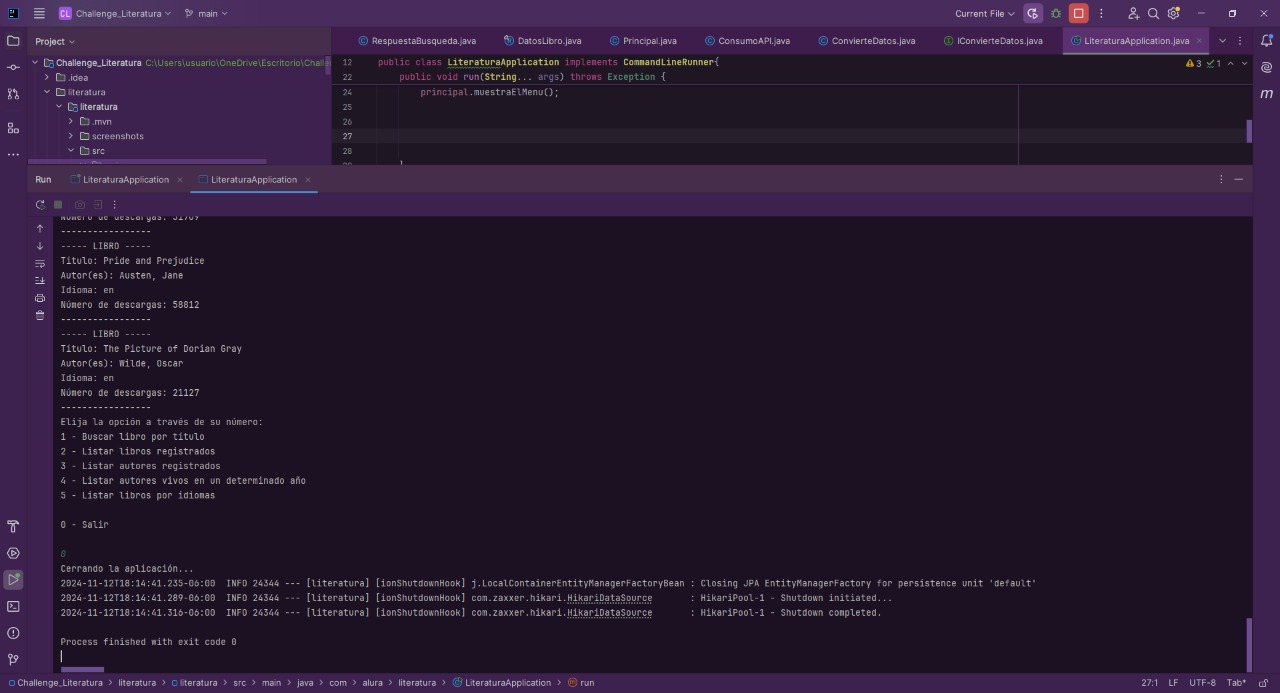 CL Challenge_Literatura main Current File
Project RespuestaBusqueda.java DatosLibro.java Principal.java ConsumoAPI.java ConvierteDatos.java IConvierteDatos.java LiteraturaApplication.java
Challenge_Literatura C:\Users\usuario\OneDrive\Escritorio\Chall
.idea
literatura
literatura
.mvn
screenshots
src
12 public class LiteraturaApplication implements CommandLineRunner{ 3 1
22 public void run(String... args) throws Exception {
24 principal.muestraElMenu();
25
26
27
28
Run LiteraturaApplication LiteraturaApplication
Número de descargas: 51709
-----------------
----- LIBRO -----
Título: Pride and Prejudice
Autor(es): Austen, Jane
Idioma: en
Número de descargas: 58812
-----------------
----- LIBRO -----
Título: The Picture of Dorian Gray
Autor(es): Wilde, Oscar
Idioma: en
Número de descargas: 21127
-----------------
Elija la opción a través de su número:
1 - Buscar libro por título
2 - Listar libros registrados
3 - Listar autores registrados
4 - Listar autores vivos en un determinado año
5 - Listar libros por idiomas
0 - Salir
0
Cerrando la aplicación...
2024-11-12T18:14:41.235-06:00  INFO 24344 --- [literatura] [ionShutdownHook] j.LocalContainerEntityManagerFactoryBean : Closing JPA EntityManagerFactory for persistence unit 'default'
2024-11-12T18:14:41.289-06:00  INFO 24344 --- [literatura] [ionShutdownHook] com.zaxxer.hikari.HikariDataSource       : HikariPool-1 - Shutdown initiated...
2024-11-12T18:14:41.316-06:00  INFO 24344 --- [literatura] [ionShutdownHook] com.zaxxer.hikari.HikariDataSource       : HikariPool-1 - Shutdown completed.
Process finished with exit code 0
Challenge_Literatura > literatura > literatura > src > main > java > com > alura > literatura > LiteraturaApplication > run 27:1 LF UTF-8 Tab*